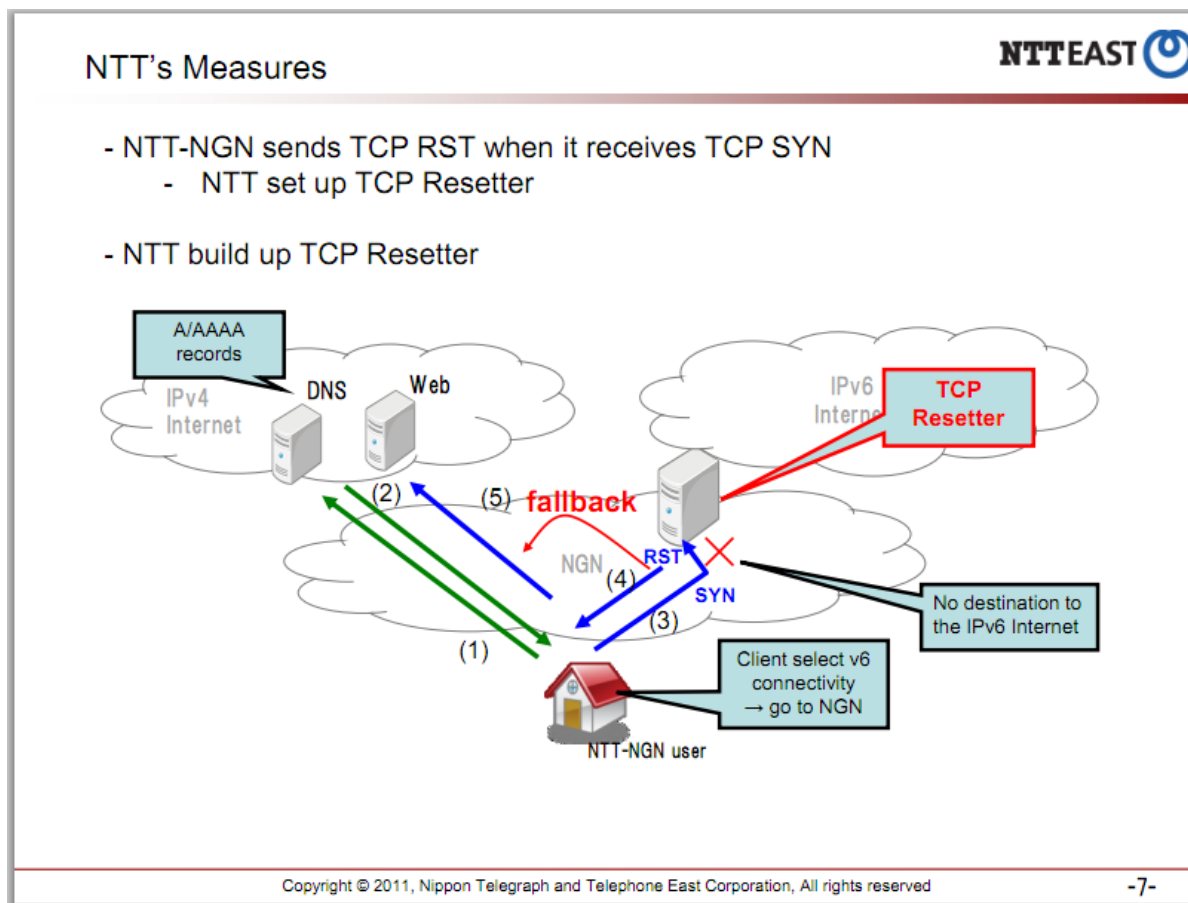 NTT's Measures
NTT EAST
- NTT-NGN sends TCP RST when it receives TCP SYN
- NTT set up TCP Resetter
- NTT build up TCP Resetter
A/AAAA
records
IPv4
Internet
DNS
Web
IPv6
Interne
TCP
Resetter
(2)
(5)
fallback
NGN
RST
(4)
SYN
(3)
(1)
No destination to
the IPv6 Internet
Client select v6
connectivity
→ go to NGN
NTT-NGN user
Copyright © 2011, Nippon Telegraph and Telephone East Corporation, All rights reserved
-7-